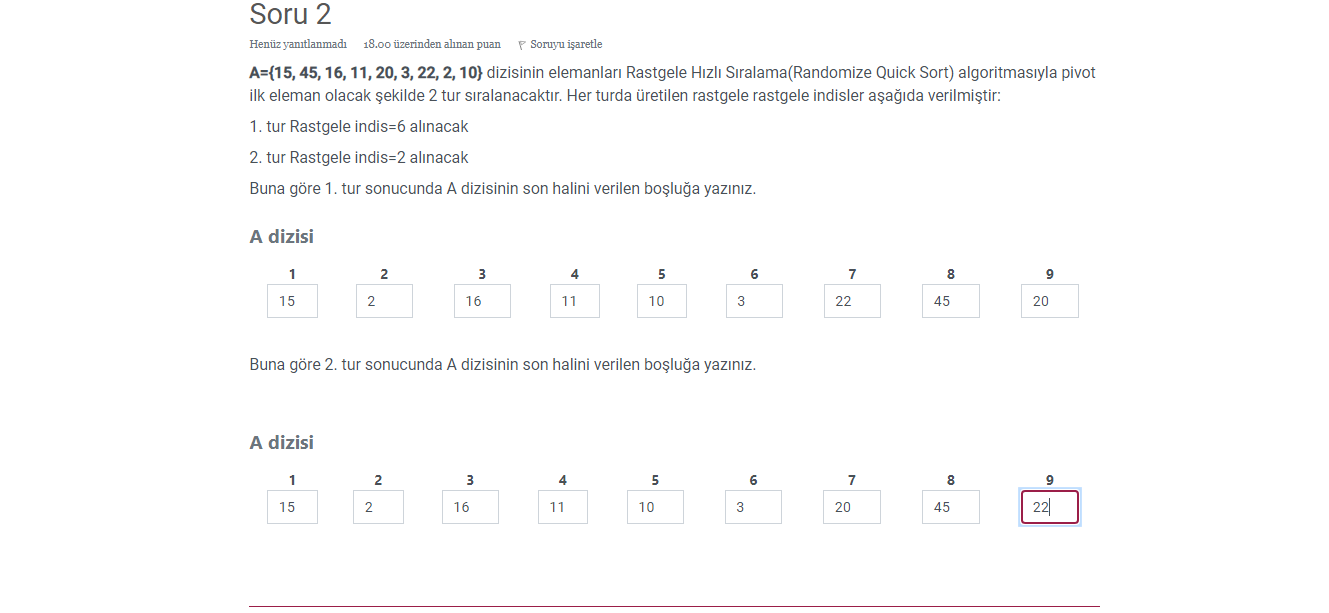 Soru 2
Henüz yanıtlanmadı 18.00 üzerinden alınan puan Soruyu işaretle
A={15, 45, 16, 11, 20, 3, 22, 2, 10} dizisinin elemanları Rastgele Hızlı Sıralama(Randomize Quick Sort) algoritmasıyla pivot
ilk eleman olacak şekilde 2 tur sıralanacaktır. Her turda üretilen rastgele rastgele indisler aşağıda verilmiştir:
1. tur Rastgele indis=6 alınacak
2. tur Rastgele indis=2 alınacak
Buna göre 1. tur sonucunda A dizisinin son halini verilen boşluğa yazınız.
A dizisi
1 2 3 4 5 6 7 8 9
15 2 16 11 10 3 22 45 20
Buna göre 2. tur sonucunda A dizisinin son halini verilen boşluğa yazınız.
A dizisi
1 2 3 4 5 6 7 8 9
15 2 16 11 10 3 20 45 22